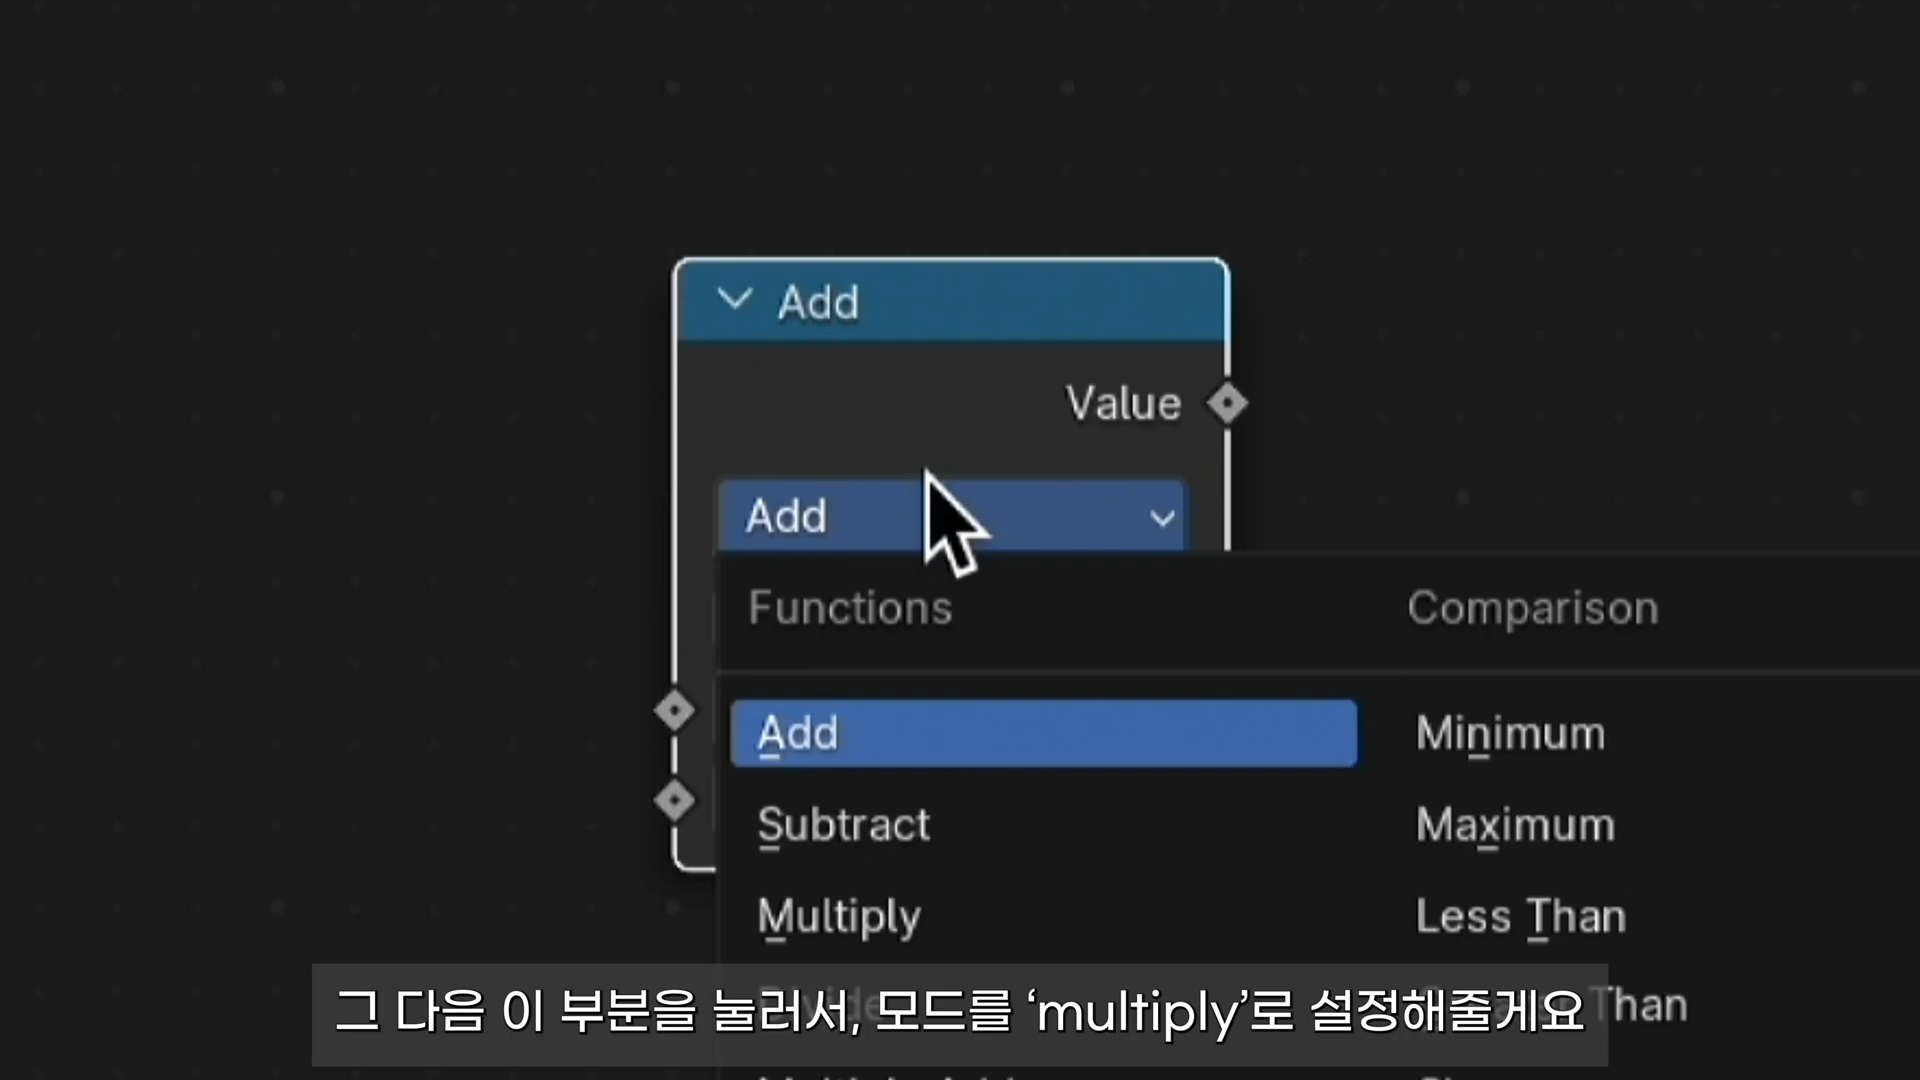 Add
Value
Add
Functions
Comparison
Add
Minimum
Subtract
Maximum
Multiply
Less Than
Than
그 다음 이 부분을 눌러서, 모드를 ‘multiply’로 설정해줄게요